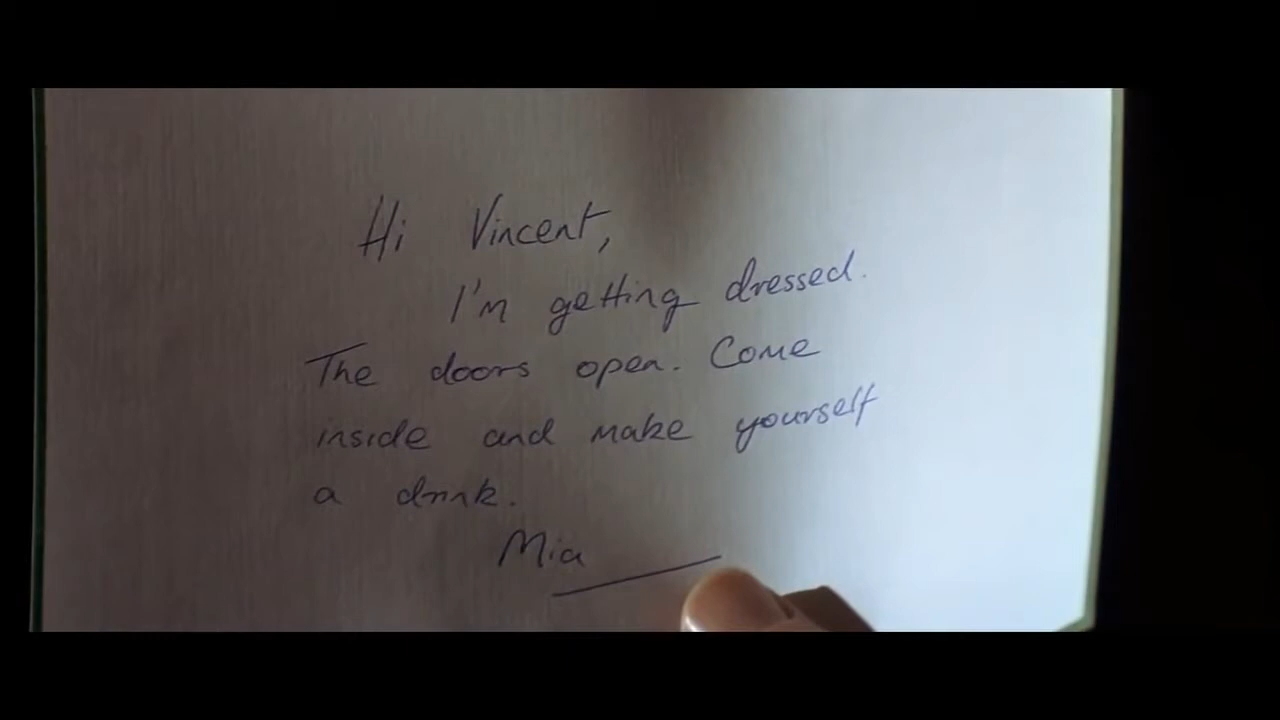 Hi Vincent,
I'm getting dressed.
The doors open. Come
inside and make yourself
a drink.
Mia